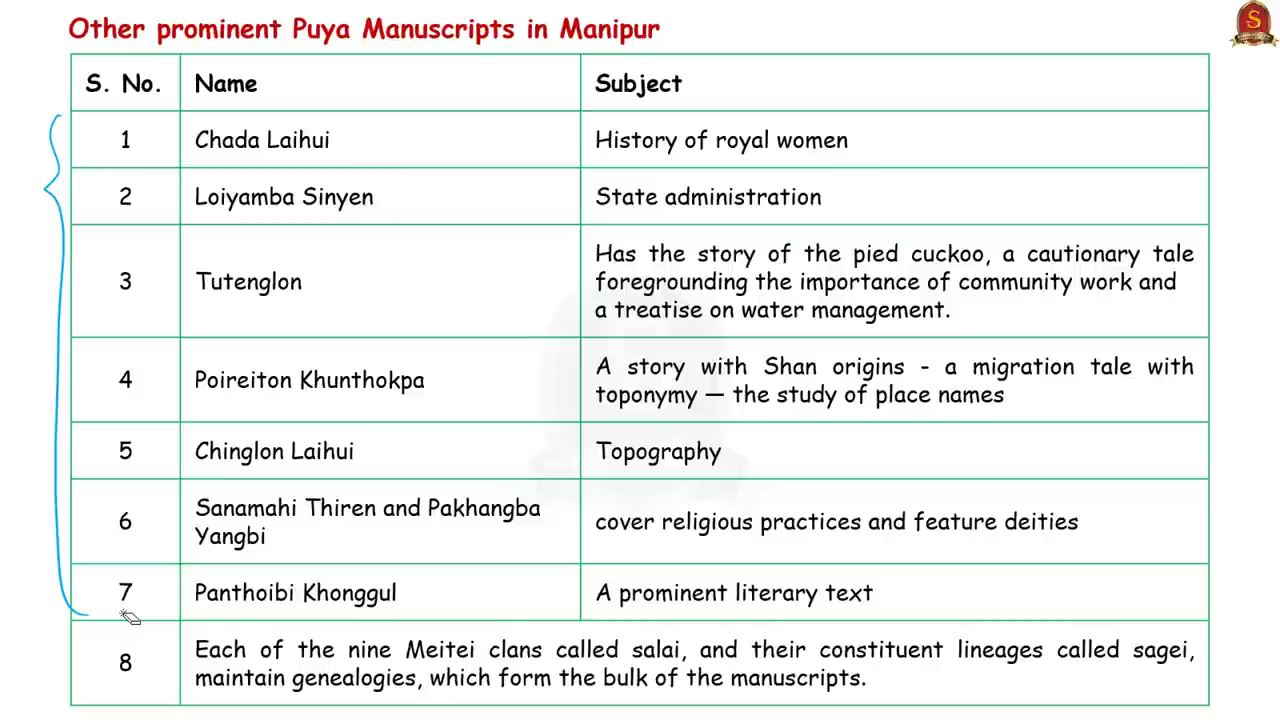 Other prominent Puya Manuscripts in Manipur
S. No. Name Subject
1 Chada Laihui History of royal women
2 Loiyamba Sinyen State administration
3 Tutenglon Has the story of the pied cuckoo, a cautionary tale
foregrounding the importance of community work and
a treatise on water management.
4 Poireiton Khunthokpa A story with Shan origins - a migration tale with
toponymy — the study of place names
5 Chinglon Laihui Topography
6 Sanamahi Thiren and Pakhangba
Yangbi cover religious practices and feature deities
7 Panthoibi Khonggul A prominent literary text
8 Each of the nine Meitei clans called salai, and their constituent lineages called sagei,
maintain genealogies, which form the bulk of the manuscripts.
S